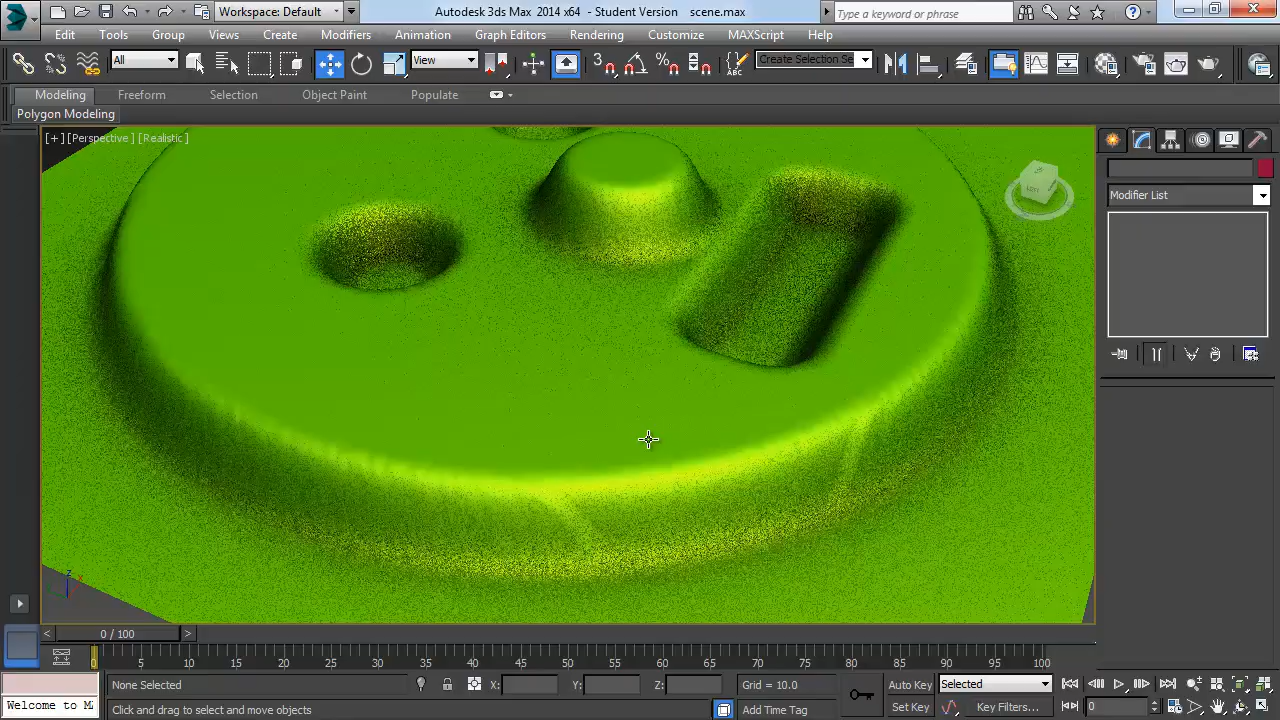 Workspace: Default
Autodesk 3ds Max 2014 x64 - Student Version scene.max
Type a keyword or phrase
Edit Tools Group Views Create Modifiers Animation Graph Editors Rendering Customize MAXScript Help
All
View
3
Create Selection Se
Modeling Freeform Selection Object Paint Populate
Polygon Modeling
[+] [Perspective] [Realistic]
Modifier List
z
0 / 100
0 5 10 15 20 25 30 35 40 45 50 55 60 65 70 75 80 85 90 95 100
None Selected X: Y: Z: Grid = 10.0 Auto Key Selected
Welcome to M
Click and drag to select and move objects Add Time Tag Set Key Key Filters... 0